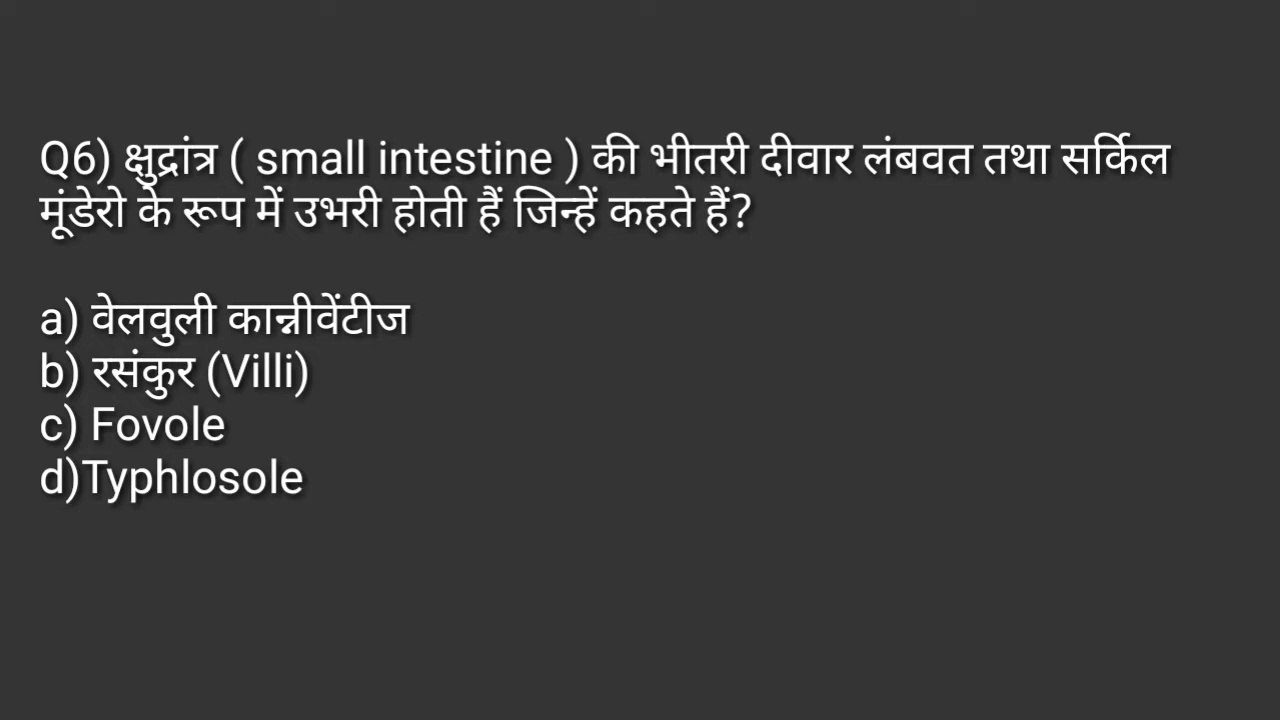 Q6) क्षुद्रांत्र ( small intestine ) की भीतरी दीवार लंबवत तथा सर्किल
मूंडेरो के रूप में उभरी होती हैं जिन्हें कहते हैं?
a) वेलवुली कान्नीवेंटीज
b) रसंकुर (Villi)
c) Fovole
d)Typhlosole